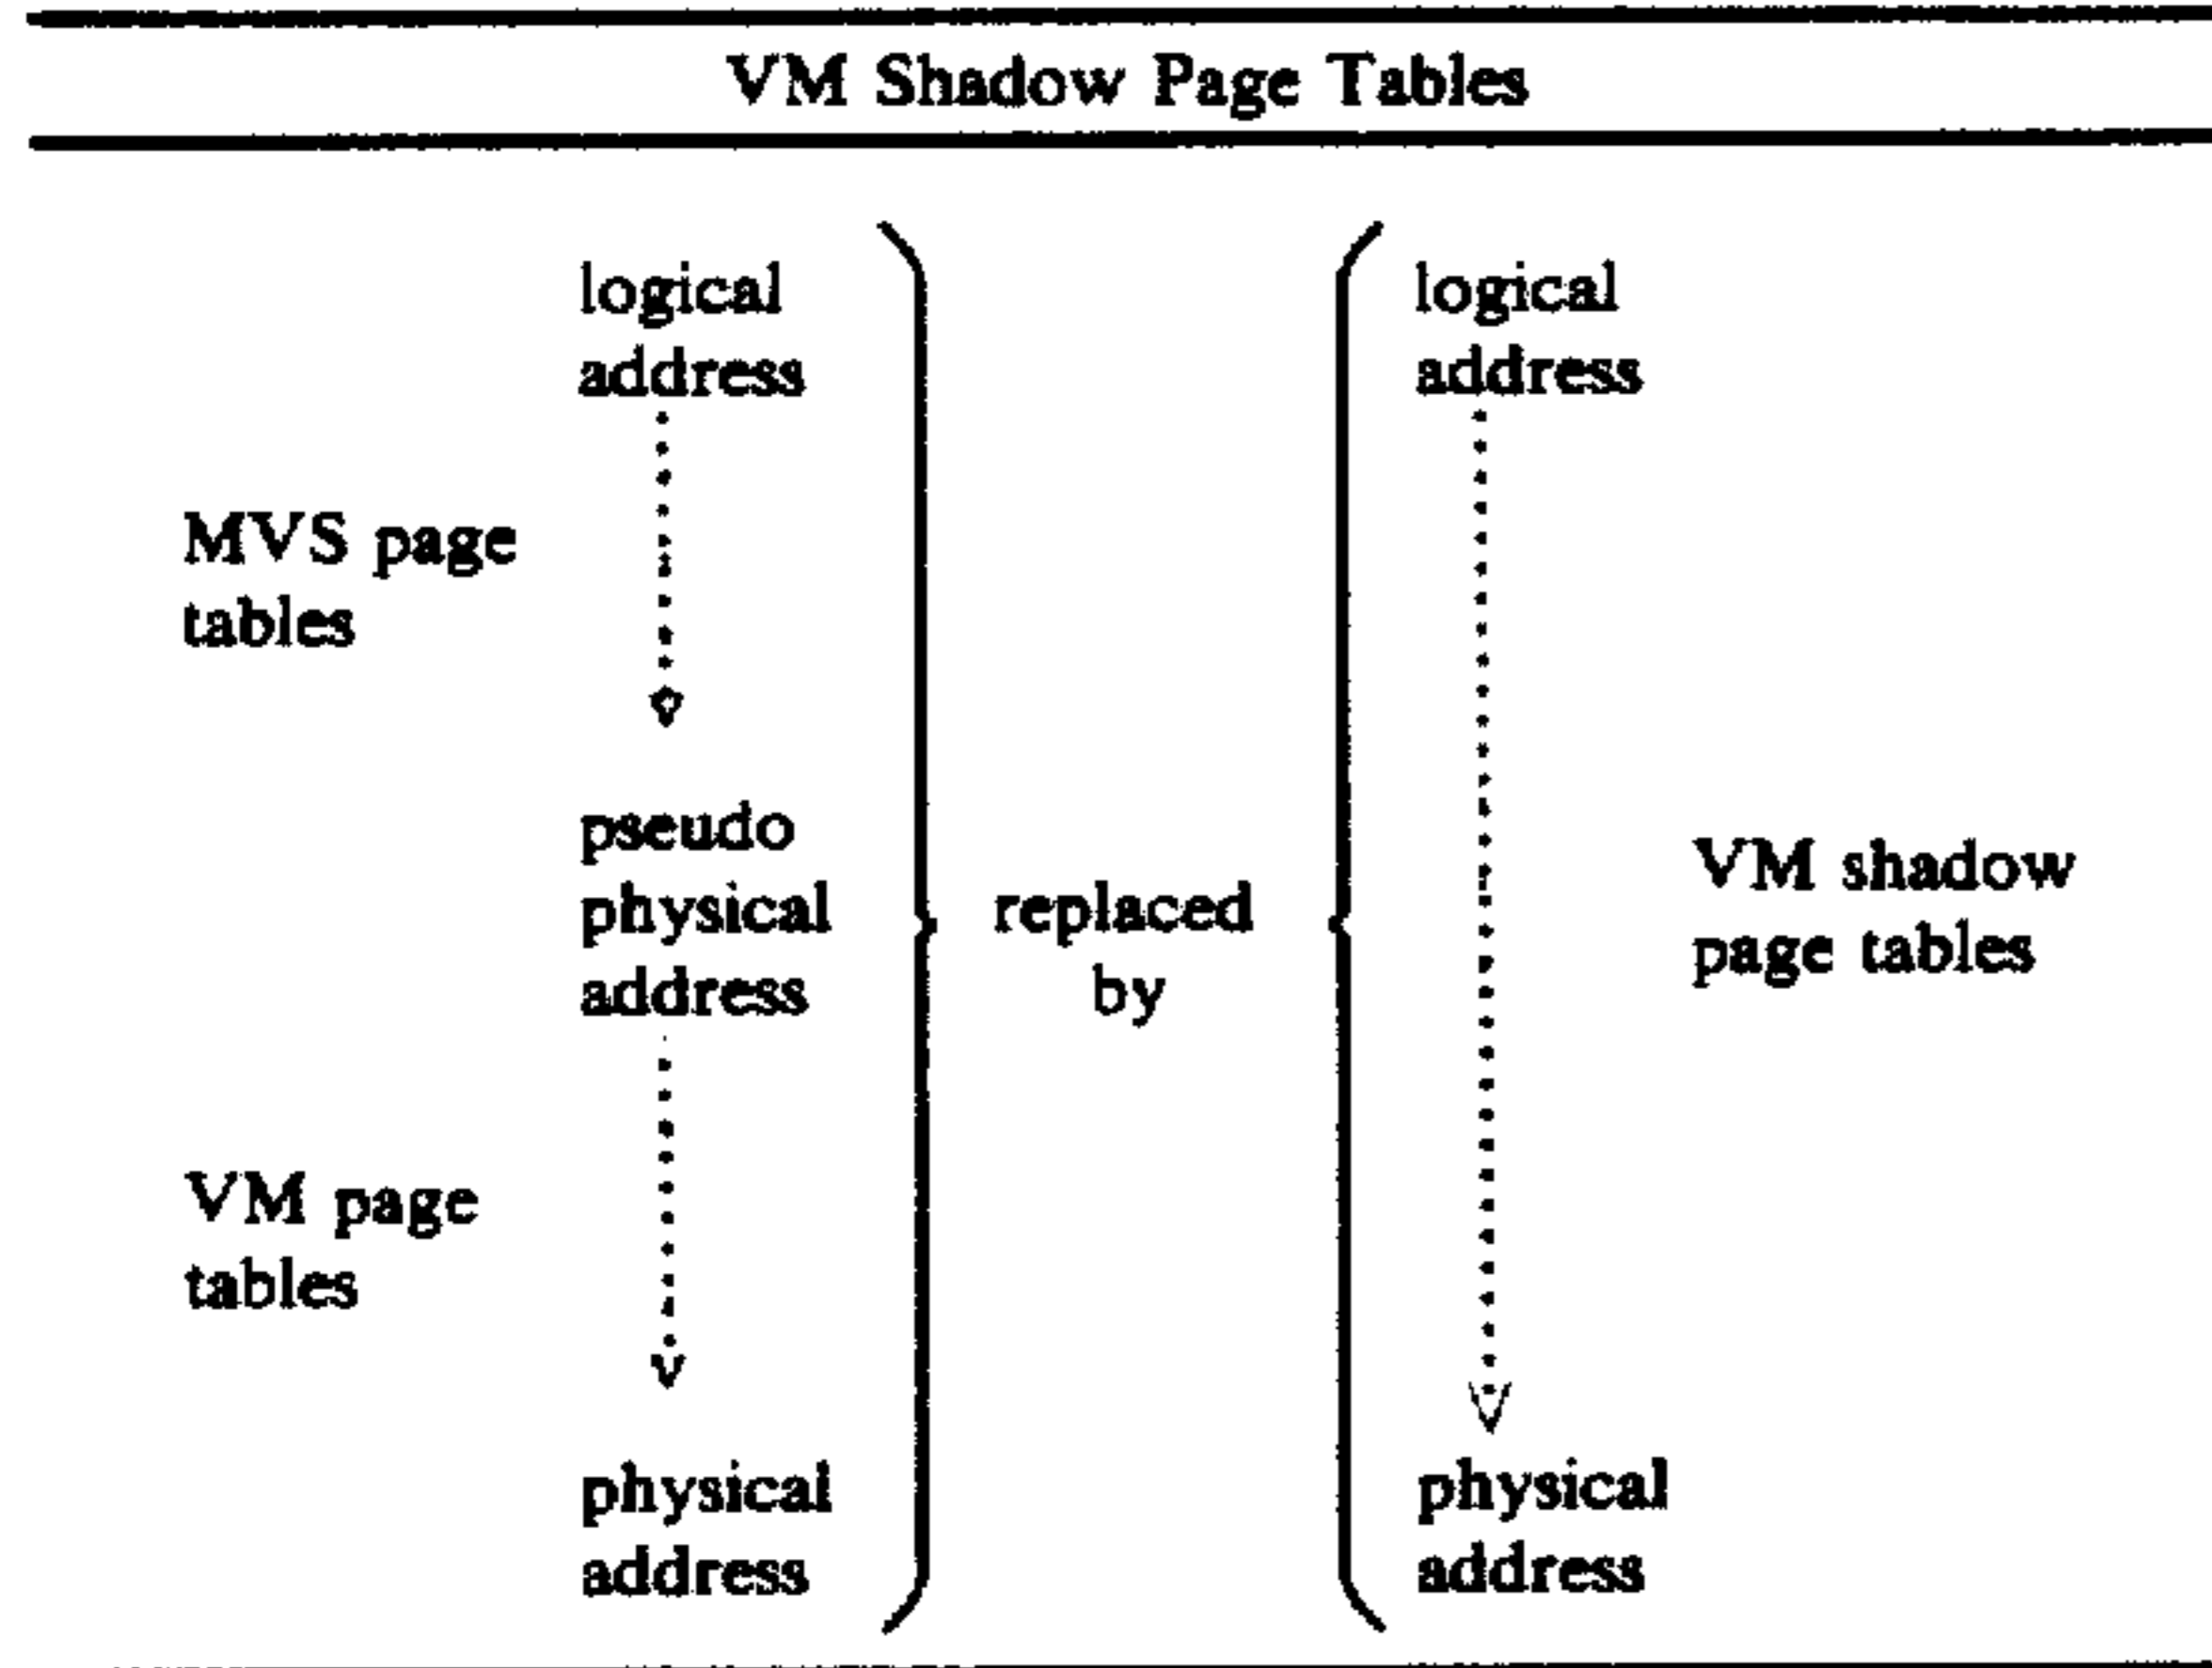 VM Shadow Page Tables
logical
address
MVS page
tables
pseudo
physical
address
VM page
tables
physical
address
replaced
by
logical
address
VM shadow
page tables
physical
address